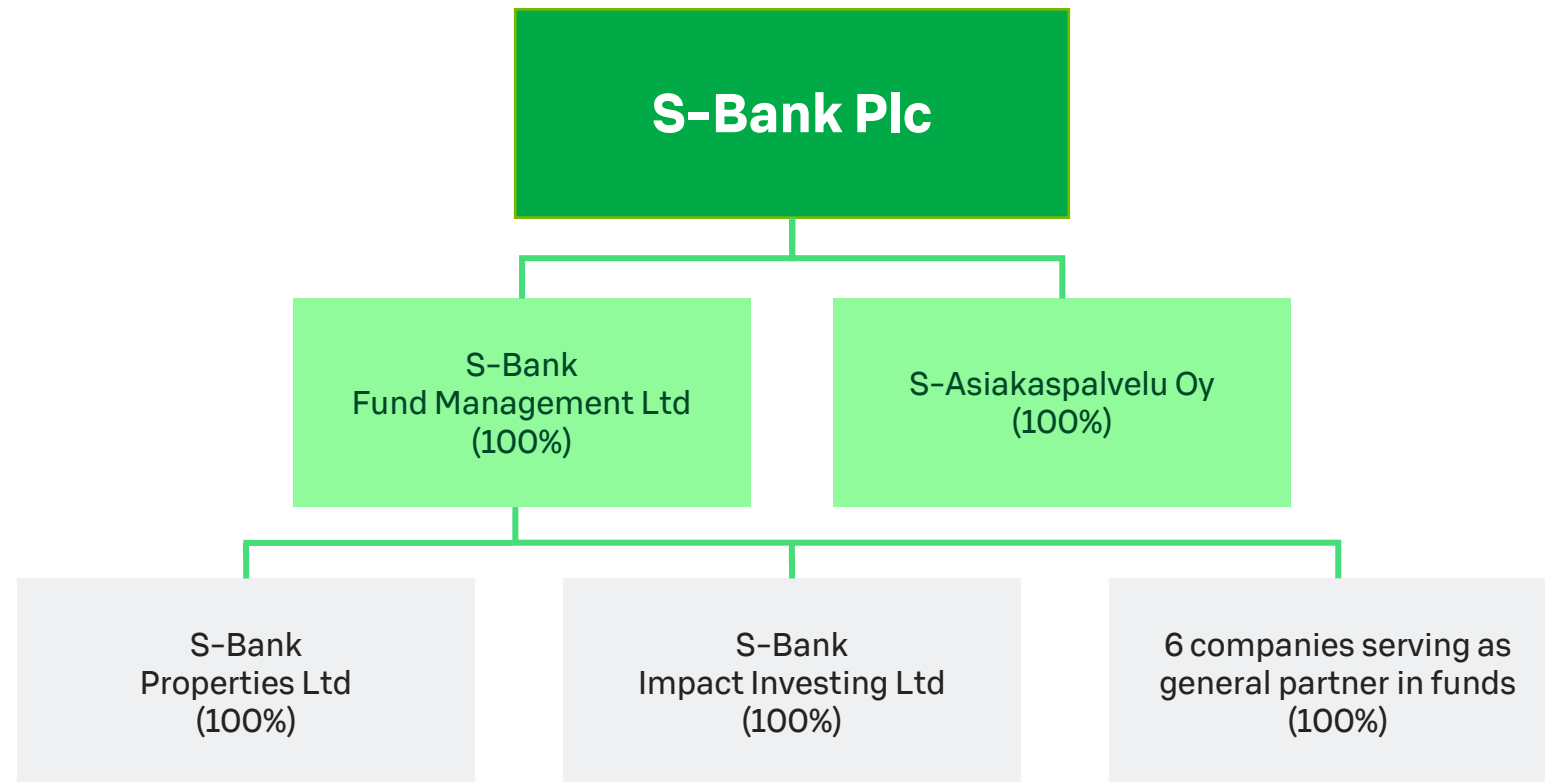 S-Bank Plc
S-Bank
Fund Management Ltd
(100%)
S-Asiakaspalvelu Oy
(100%)
S-Bank
Properties Ltd
(100%)
S-Bank
Impact Investing Ltd
(100%)
6 companies serving as
general partner in funds
(100%)